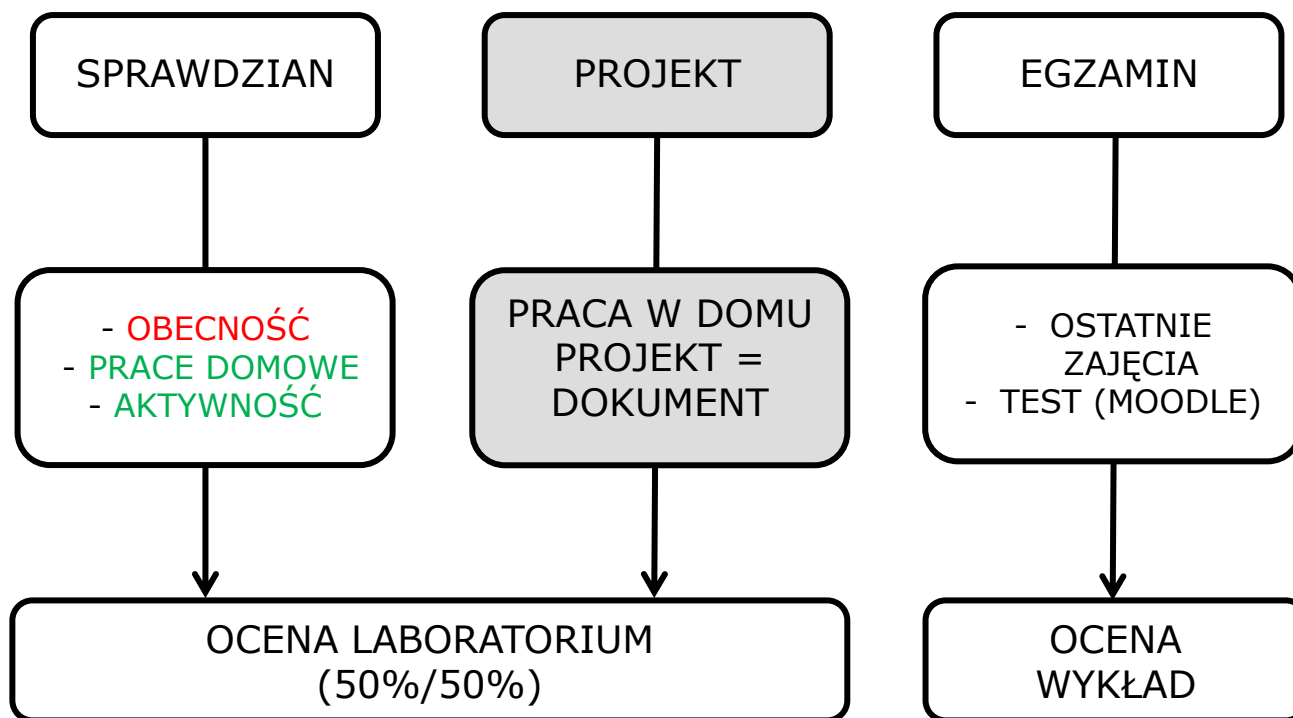 SPRAWDZIAN
PROJEKT
EGZAMIN
- OBECNOŚĆ
- PRACE DOMOWE
- AKTYWNOŚĆ
PRACA W DOMU
PROJEKT =
DOKUMENT
- OSTATNIE
ZAJĘCIA
- TEST (MOODLE)
OCENA LABORATORIUM
(50%/50%)
OCENA
WYKŁAD